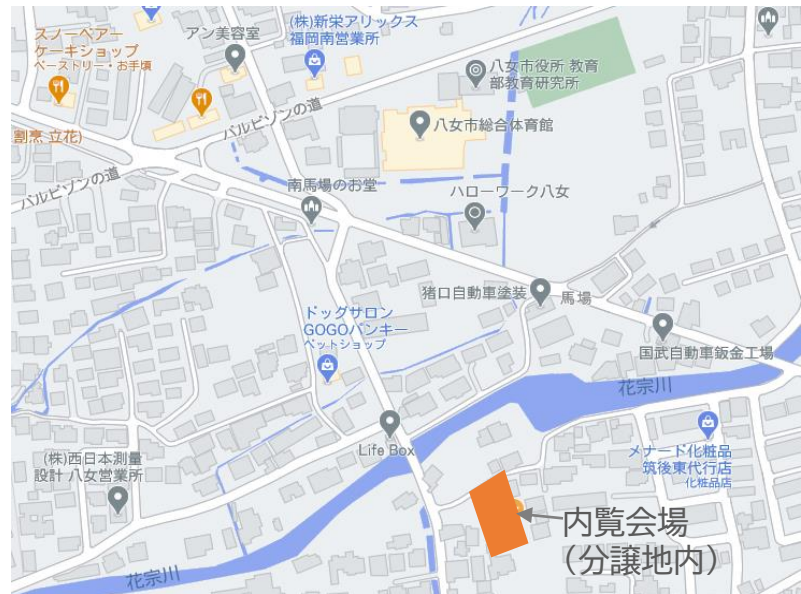 スノーベアー
ケーキショップ
ペーストリー・お手頃
アン美容室
(株)新栄アリックス
福岡南営業所
八女市役所 教育
部教育研究所
割烹 立花)
バルビゾンの道
八女市総合体育館
バルビゾンの道
南馬場のお堂
ハローワーク八女
猪口自動車塗装
馬場
ドッグサロン
GOGOバンキー
ペットショップ
国武自動車鈑金工場
花宗川
Life Box
メナード化粧品
筑後東代行店
化粧品店
(株)西日本測量
設計 八女営業所
内覧会場
(分譲地内)
花宗川